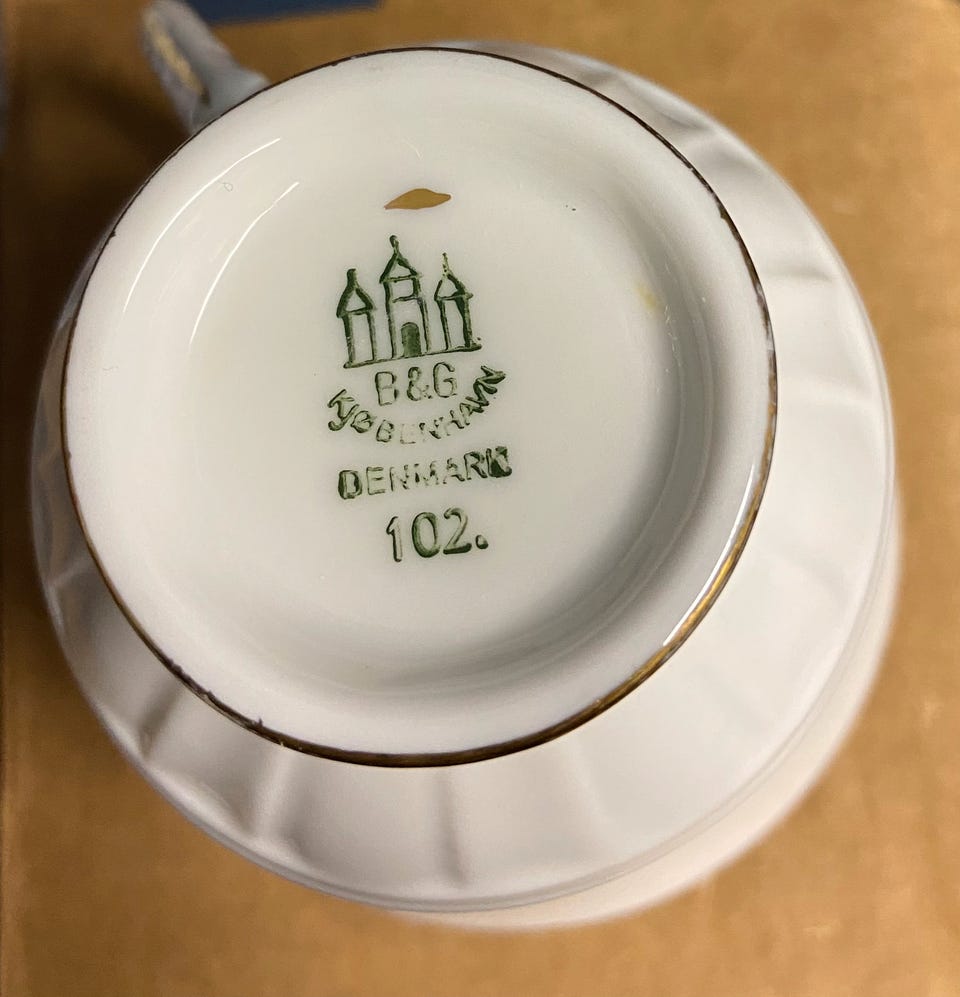 B&G
KJØBENHAVN
DENMARK
102.